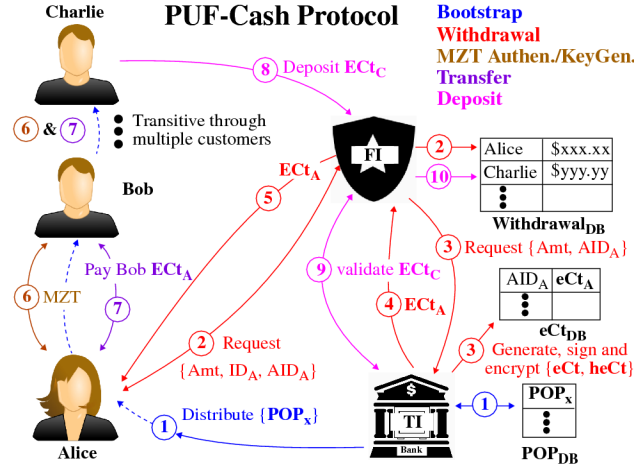 Charlie
PUF-Cash Protocol
Bootstrap
Withdrawal
MZT Authen./KeyGen.
Transfer
Deposit
8 Deposit ECtC
6 & 7
Transitive through
multiple customers
Bob
ECtA
5
FI
2
10
Alice $xxx.xx
Charlie $yyy.yy
WithdrawalDB
3
Request {Amt, AIDA}
Pay Bob ECtA
6 MZT
7
9 validate ECtC
4 ECtA
AIDA eCtA
eCtDB
2 Request
{Amt, IDA, AIDA}
3 Generate, sign and
encrypt {eCt, heCt}
Distribute {POPx}
1
Alice
$
TI
Bank
1
POPx
POPDB